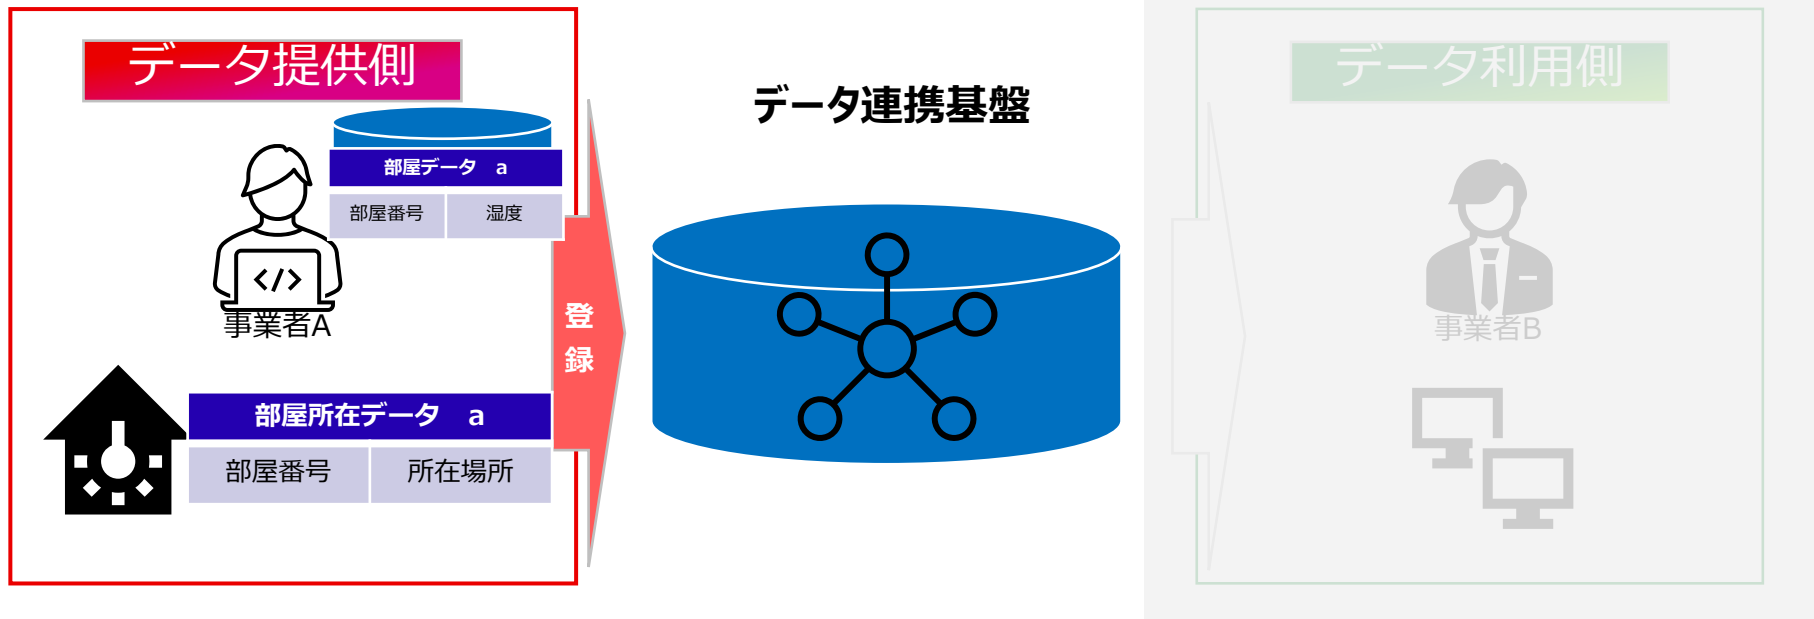 データ提供側
部屋データ　a
部屋番号
湿度
事業者A
部屋所在データ　a
部屋番号
所在場所
登
録
データ連携基盤
データ利用側
事業者B